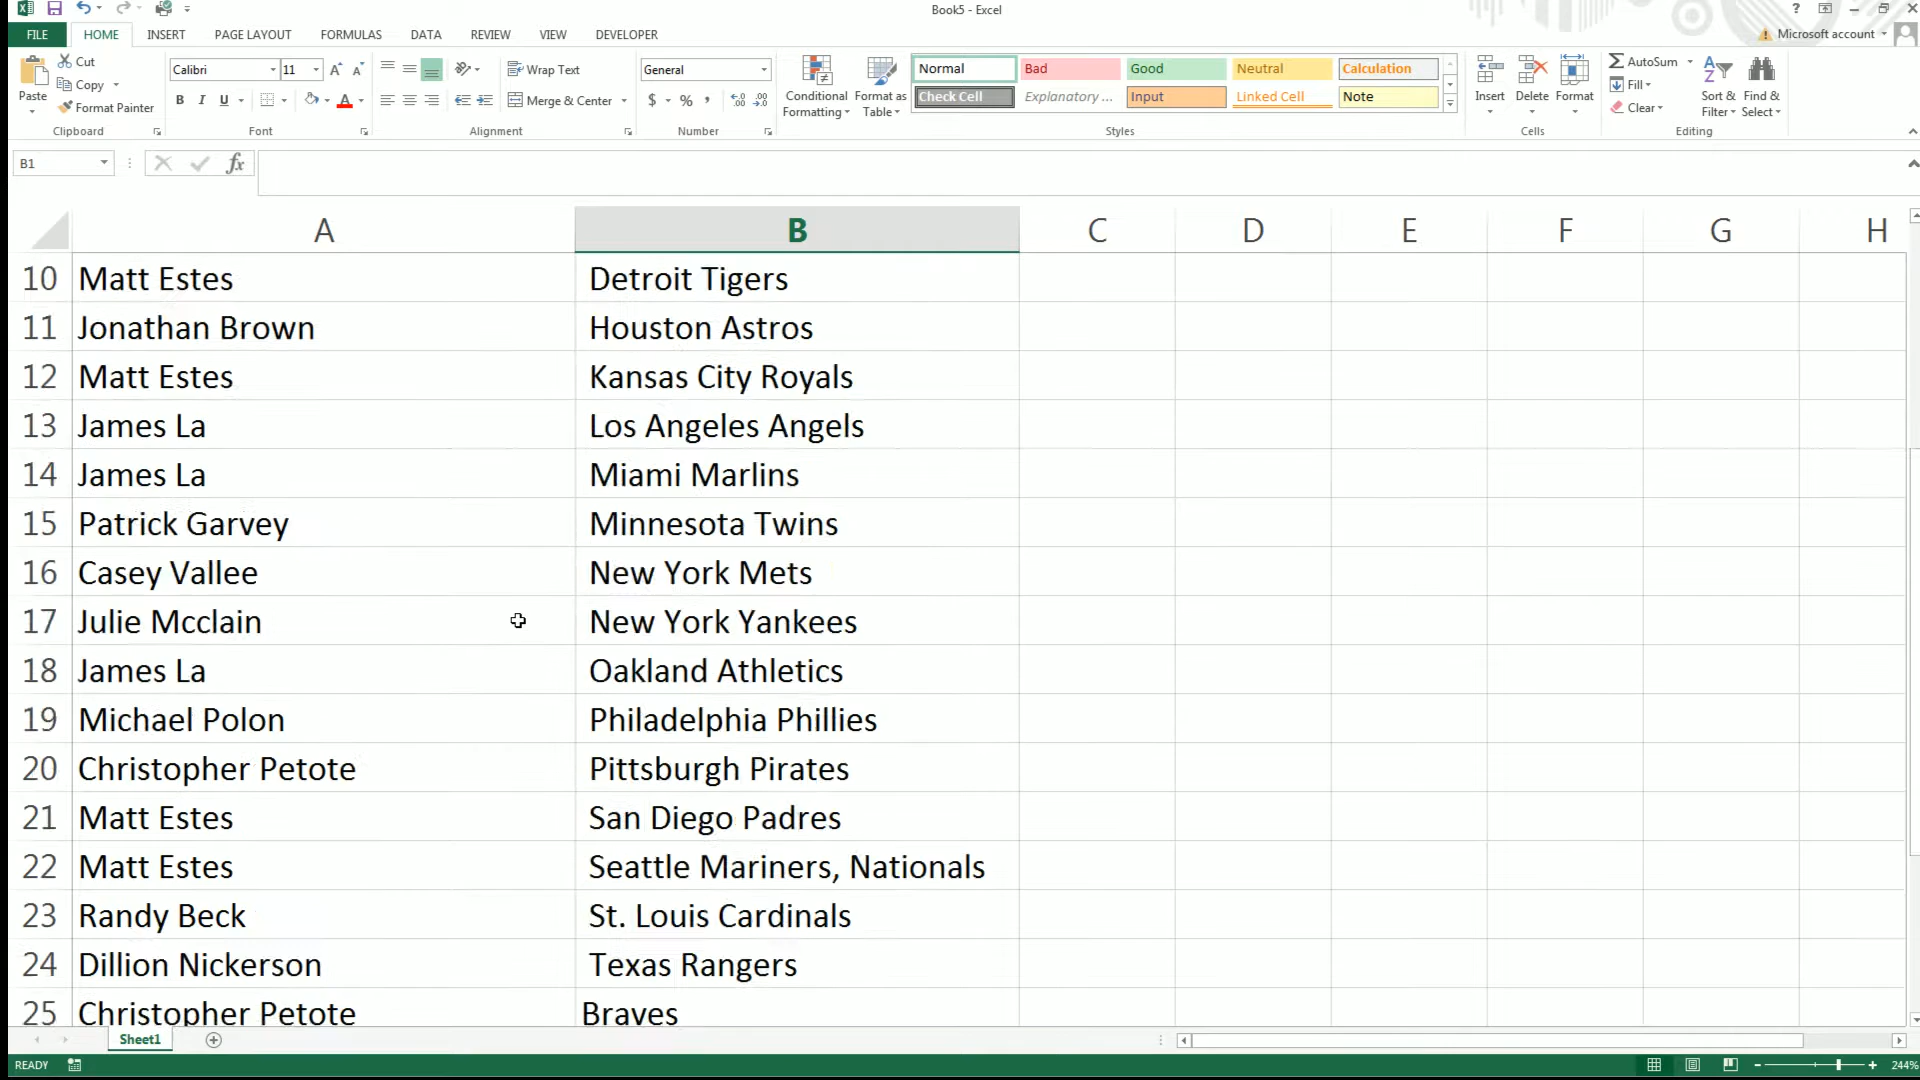 Book5 - Excel
?
FILE HOME INSERT PAGE LAYOUT FORMULAS DATA REVIEW VIEW DEVELOPER Microsoft account
Paste
Cut
Copy
Format Painter
Clipboard
Calibri 11
B I U A
Font
Wrap Text
Merge & Center
Alignment
General
$ % ,
Number
Conditional Formatting
Format as Table
Normal Bad Good Neutral Calculation
Check Cell Explanatory ... Input Linked Cell Note
Styles
Insert Delete Format
Cells
AutoSum
Fill
Clear
Sort & Filter
Find & Select
Editing
B1 fx
A B C D E F G H
10 Matt Estes Detroit Tigers
11 Jonathan Brown Houston Astros
12 Matt Estes Kansas City Royals
13 James La Los Angeles Angels
14 James La Miami Marlins
15 Patrick Garvey Minnesota Twins
16 Casey Vallee New York Mets
17 Julie Mcclain New York Yankees
18 James La Oakland Athletics
19 Michael Polon Philadelphia Phillies
20 Christopher Petote Pittsburgh Pirates
21 Matt Estes San Diego Padres
22 Matt Estes Seattle Mariners, Nationals
23 Randy Beck St. Louis Cardinals
24 Dillion Nickerson Texas Rangers
25 Christopher Petote Braves
Sheet1
READY 244%